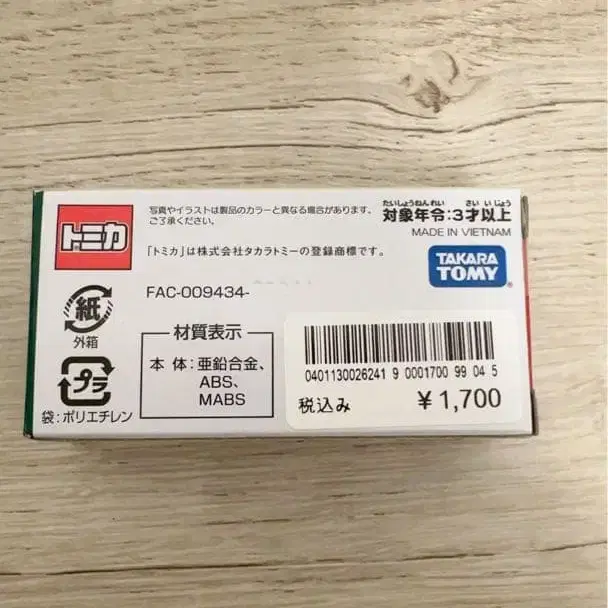 トミカ
写真やイラストは製品のカラーと異なる場合があります。
ご了承ください。
たいしょうねんれい さい いじょう
対象年令:3才以上
MADE IN VIETNAM
「トミカ」は株式会社タカラトミーの登録商標です。
TAKARA
TOMY
紙
外箱
FAC-009434-
プラ
袋:ポリエチレン
材質表示
本 体:亜鉛合金、
ABS、
MABS
0401130026241 9 0001700 99 04 5
税込み ¥1,700